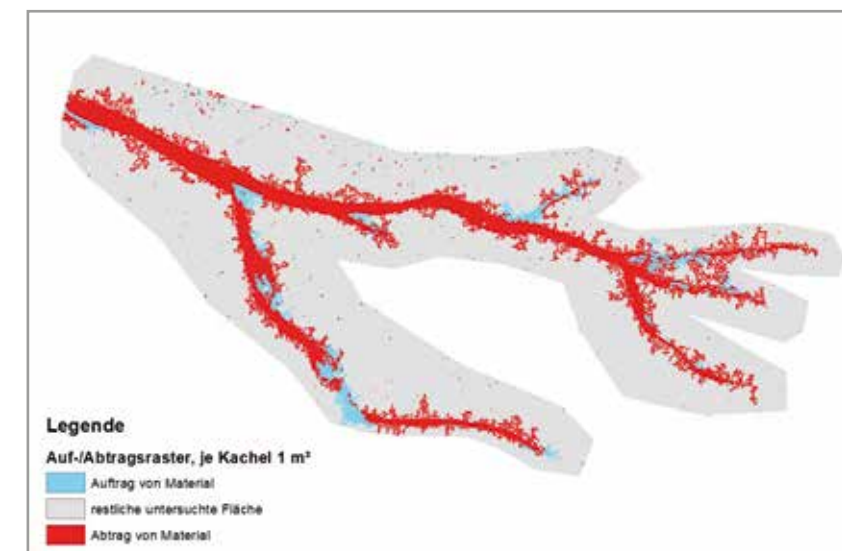 Legende
Auf-/Abtragsraster, je Kachel 1 m²
Auftrag von Material
restliche untersuchte Fläche
Abtrag von Material